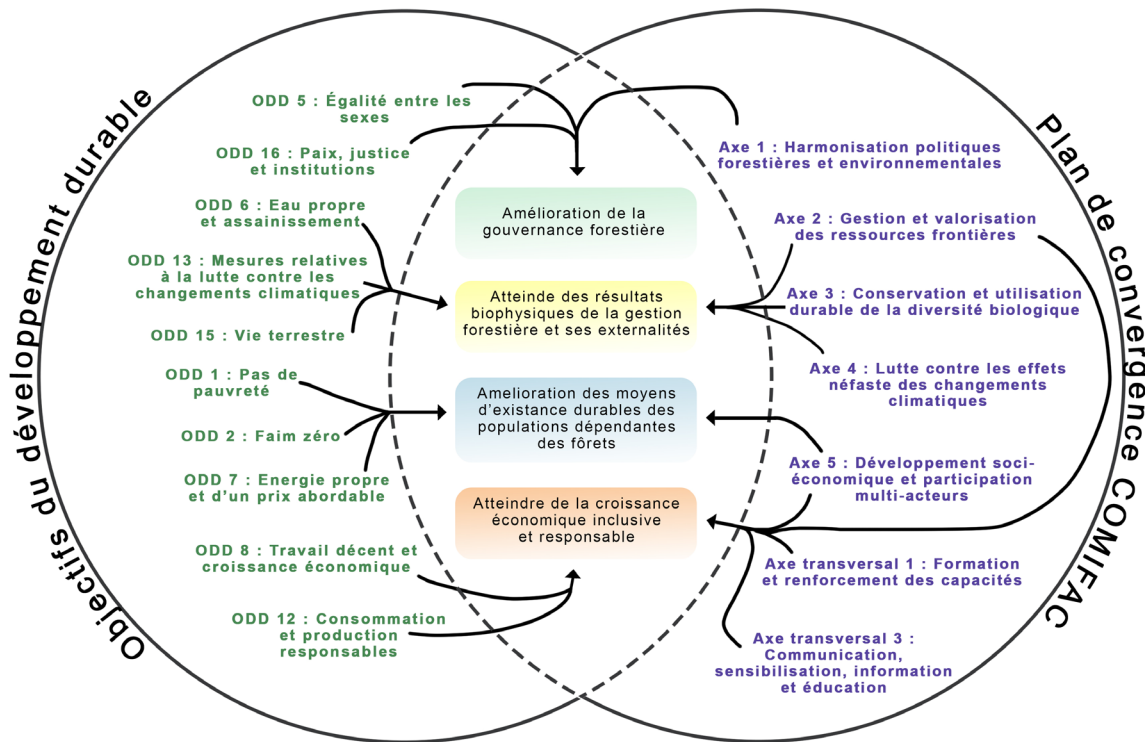 Objectifs du développement durable
ODD 5 : Égalité entre les
sexes
ODD 16 : Paix, justice
et institutions
ODD 6 : Eau propre
et assainissement
ODD 13 : Mesures relatives
à la lutte contre les
changements climatiques
ODD 15 : Vie terrestre
ODD 1 : Pas de
pauvreté
ODD 2 : Faim zéro
ODD 7 : Energie propre
et d'un prix abordable
ODD 8 : Travail décent et
croissance économique
ODD 12 : Consommation
et production
responsables
Amélioration de la
gouvernance forestière
Atteinde des résultats
biophysiques de la gestion
forestière et ses externalités
Amelioration des moyens
d'existance durables des
populations dépendantes
des fôrets
Atteindre de la croissance
économique inclusive
et responsable
Axe 1 : Harmonisation politiques
forestières et environnementales
Axe 2 : Gestion et valorisation
des ressources frontières
Axe 3 : Conservation et utilisation
durable de la diversité biologique
Axe 4 : Lutte contre les effets
néfaste des changements
climatiques
Axe 5 : Développement soci-
économique et participation
multi-acteurs
Axe transversal 1 : Formation
et renforcement des capacités
Axe transversal 3 :
Communication,
sensibilisation, information
et éducation
Plan de convergence COMIFAC